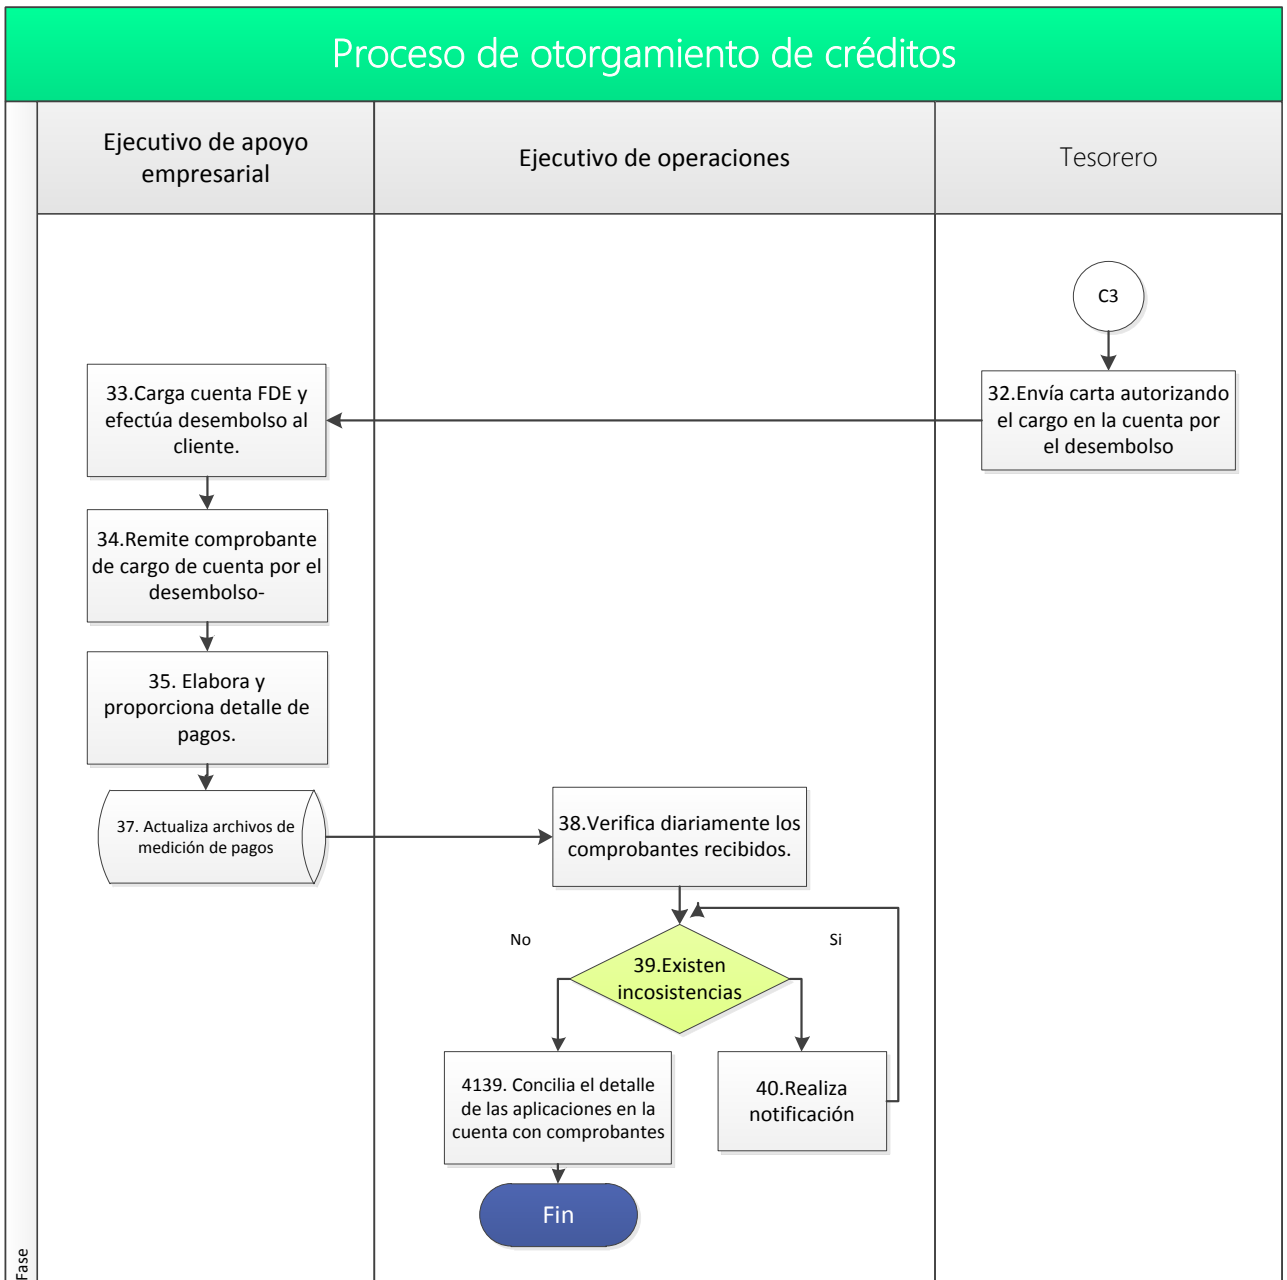 Proceso de otorgamiento de créditos
Ejecutivo de apoyo
empresarial
Ejecutivo de operaciones
Tesorero
C3
32.Envía carta autorizando
el cargo en la cuenta por
el desembolso
33.Carga cuenta FDE y
efectúa desembolso al
cliente.
34.Remite comprobante
de cargo de cuenta por el
desembolso-
35. Elabora y
proporciona detalle de
pagos.
37. Actualiza archivos de
medición de pagos
38.Verifica diariamente los
comprobantes recibidos.
No
Si
39.Existen
incosistencias
4139. Concilia el detalle
de las aplicaciones en la
cuenta con comprobantes
40.Realiza
notificación
Fin
Fase